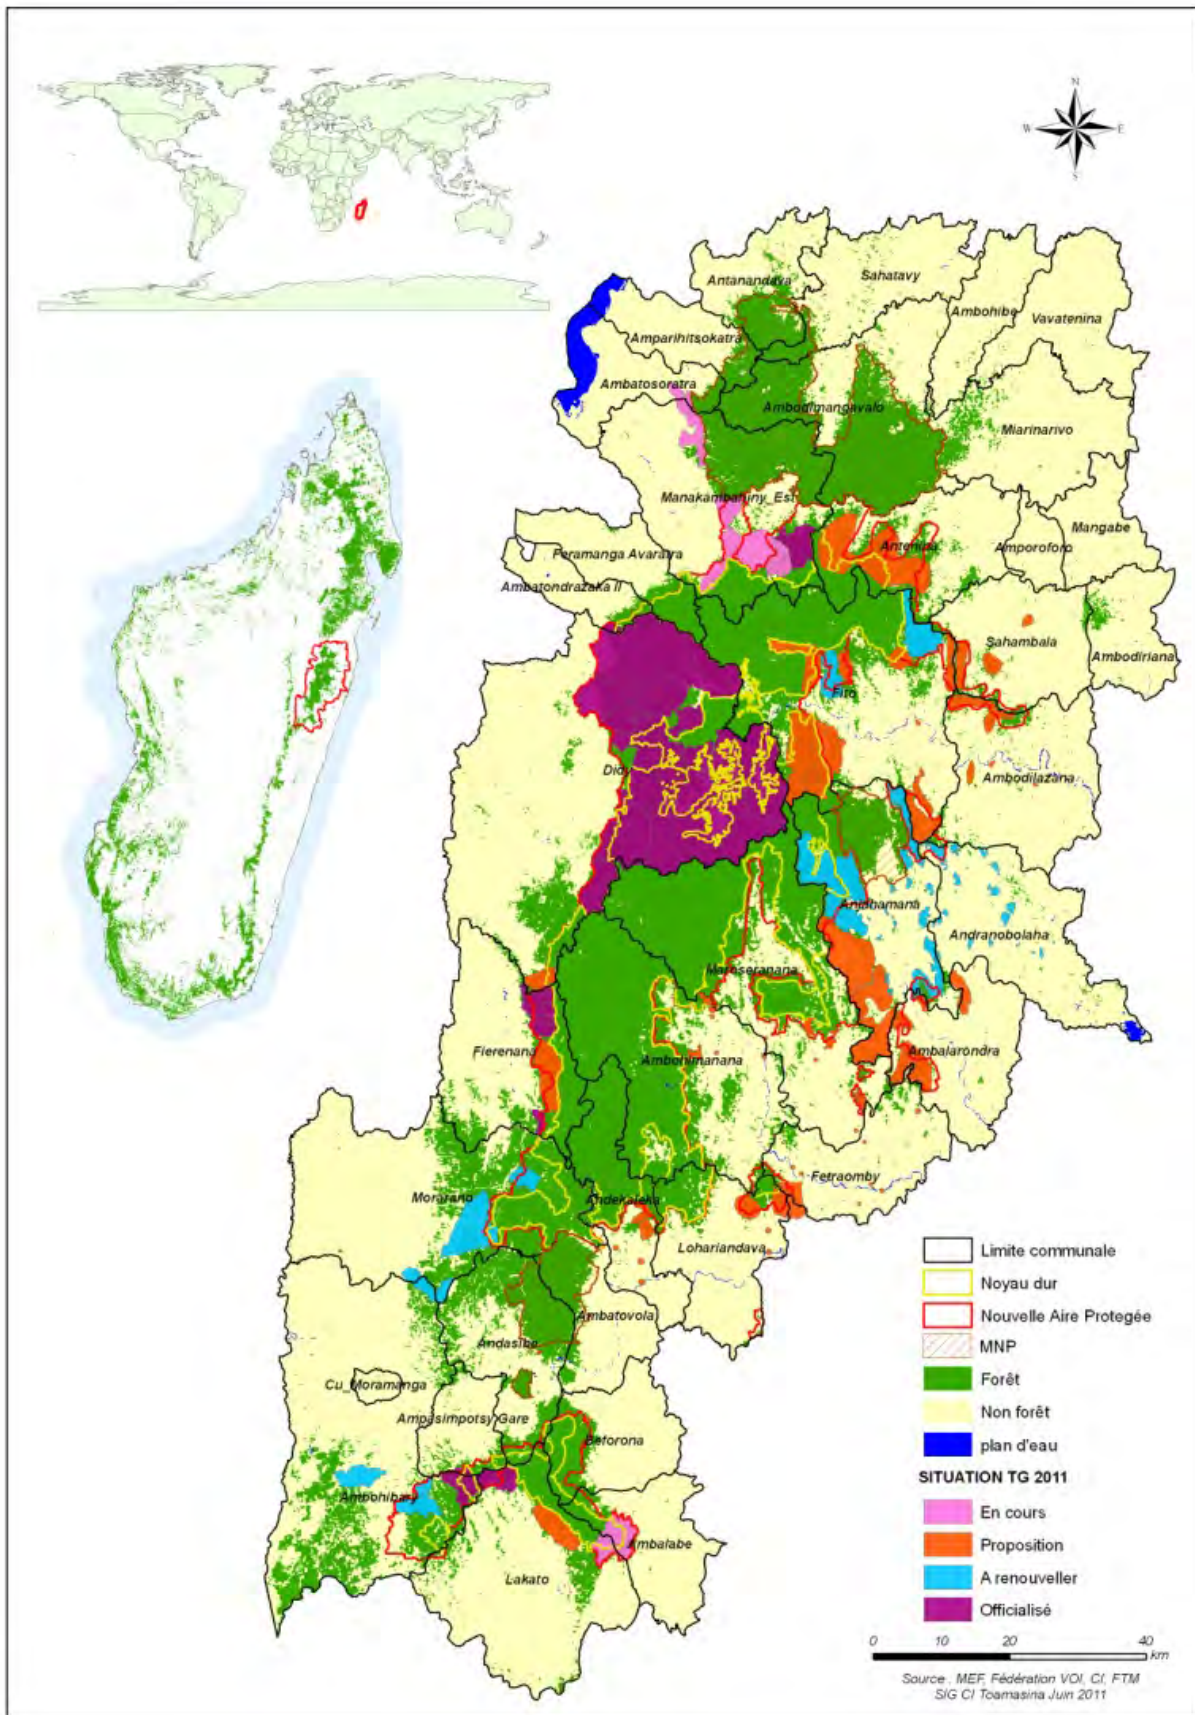 N
W
E
S
Sahatavy
Antanandava
Ambohibe
Vavatenina
Amparihitsokatra
Ambatosoratra
Ambodimangavalo
Miarinarivo
Manakambahiny_Est
Mangabe
Antenina
Amporoforo
Feramanga Avaratra
Ambatondrazaka II
Sahambala
Ambodiriana
Fito
Didy
Ambodilazana
Anjahamana
Andranobolaha
Maroseranana
Fierenana
Ambohimanana
Ambalarondra
Fetraomby
Morarano
Andekaleka
Lohariandava
Ambatovola
Andasibe
Cu_Moramanga
Ampasimpotsy Gare
Beforona
Ambohibary
Ambalabe
Lakato
Limite communale
Noyau dur
Nouvelle Aire Protegée
MNP
Forêt
Non forêt
plan d'eau
SITUATION TG 2011
En cours
Proposition
A renouveller
Officialisé
0 10 20 40
km
Source : MEF, Fédération VOI, CI, FTM
SIG CI Toamasina Juin 2011